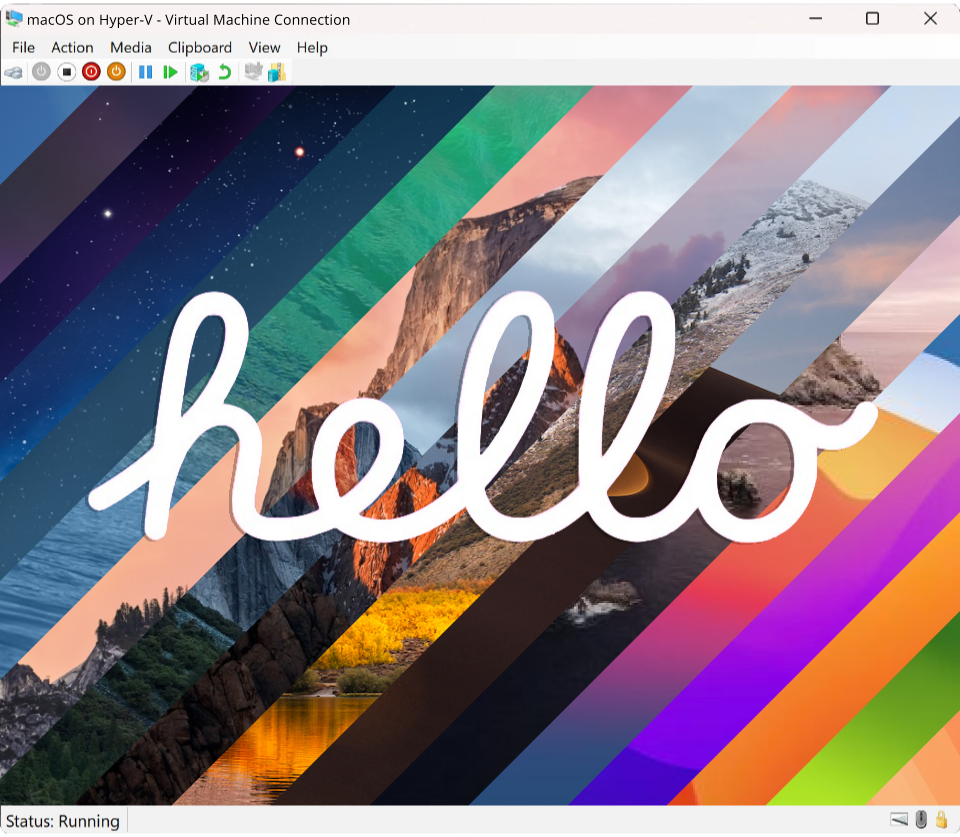 macOS on Hyper-V - Virtual Machine Connection
File Action Media Clipboard View Help
hello
Status: Running